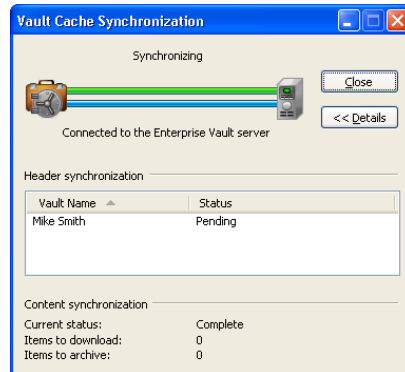 Vault Cache Synchronization
Synchronizing
Close
Connected to the Enterprise Vault server
<< Details
Header synchronization
Vault Name Status
Mike Smith Pending
Content synchronization
Current status: Complete
Items to download: 0
Items to archive: 0